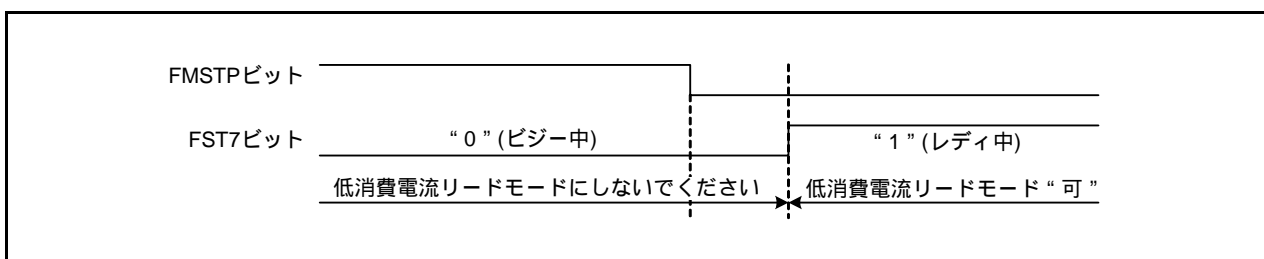 FMSTPビット
FST7ビット “ 0 ” (ビジー中) “ 1 ” (レディ中)
低消費電流リードモードにしないでください 低消費電流リードモード “ 可 ”